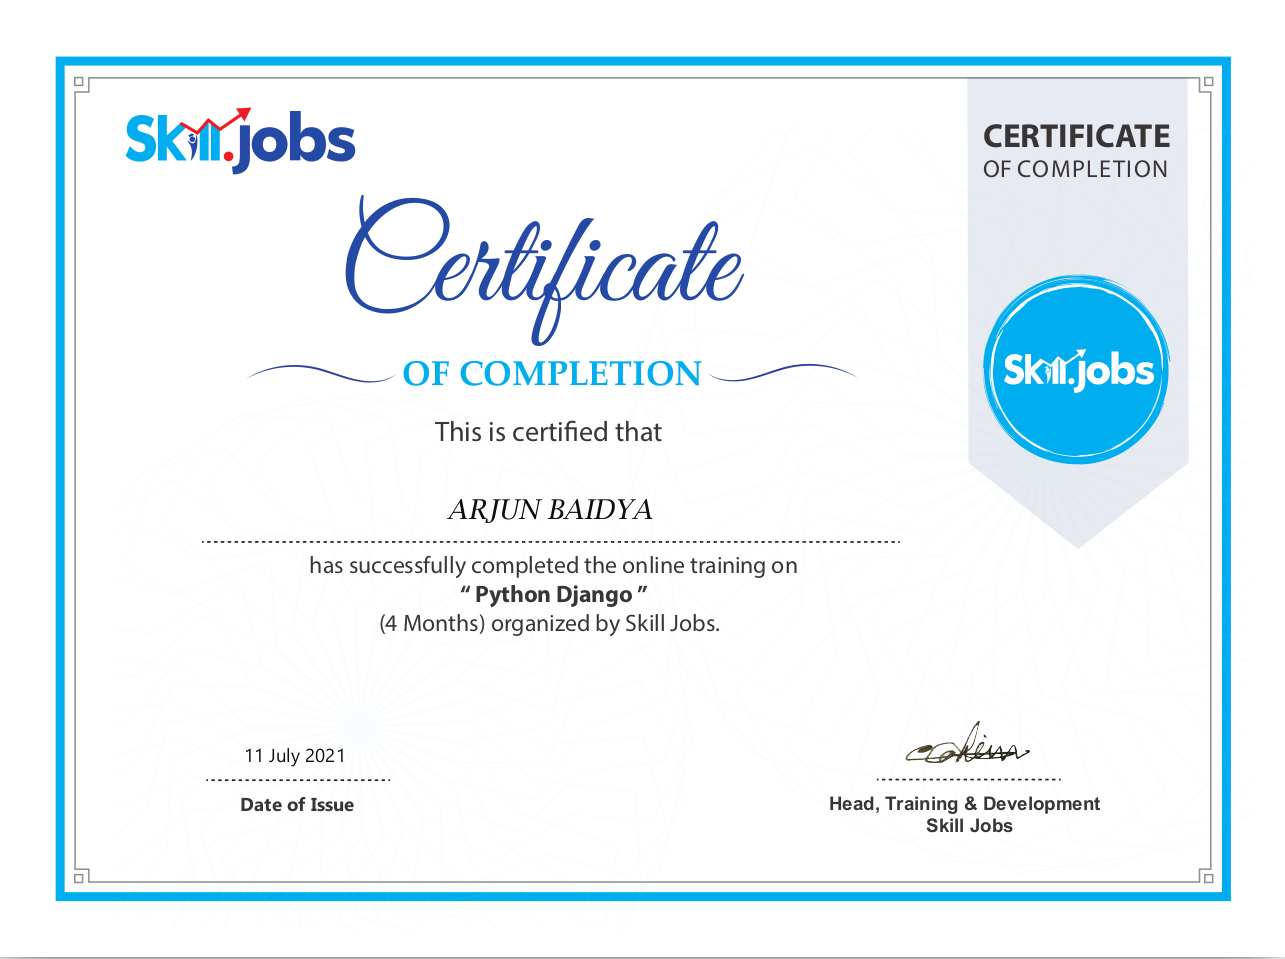 Skill.jobs
CERTIFICATE
OF COMPLETION
Certificate
OF COMPLETION
Skill.jobs
This is certified that
ARJUN BAIDYA
has successfully completed the online training on
“ Python Django ”
(4 Months) organized by Skill Jobs.
11 July 2021
Date of Issue
Head, Training & Development
Skill Jobs